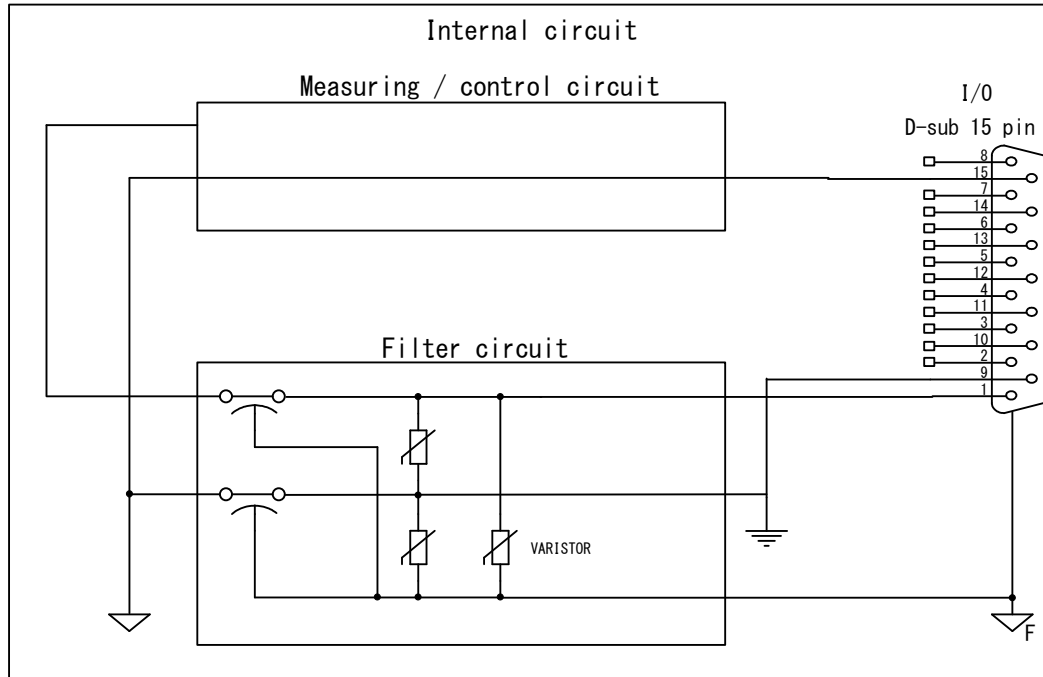 Internal circuit
Measuring / control circuit
I/O
D-sub 15 pin
8
15
7
14
6
13
5
12
4
11
3
10
2
9
1
Filter circuit
VARISTOR
F